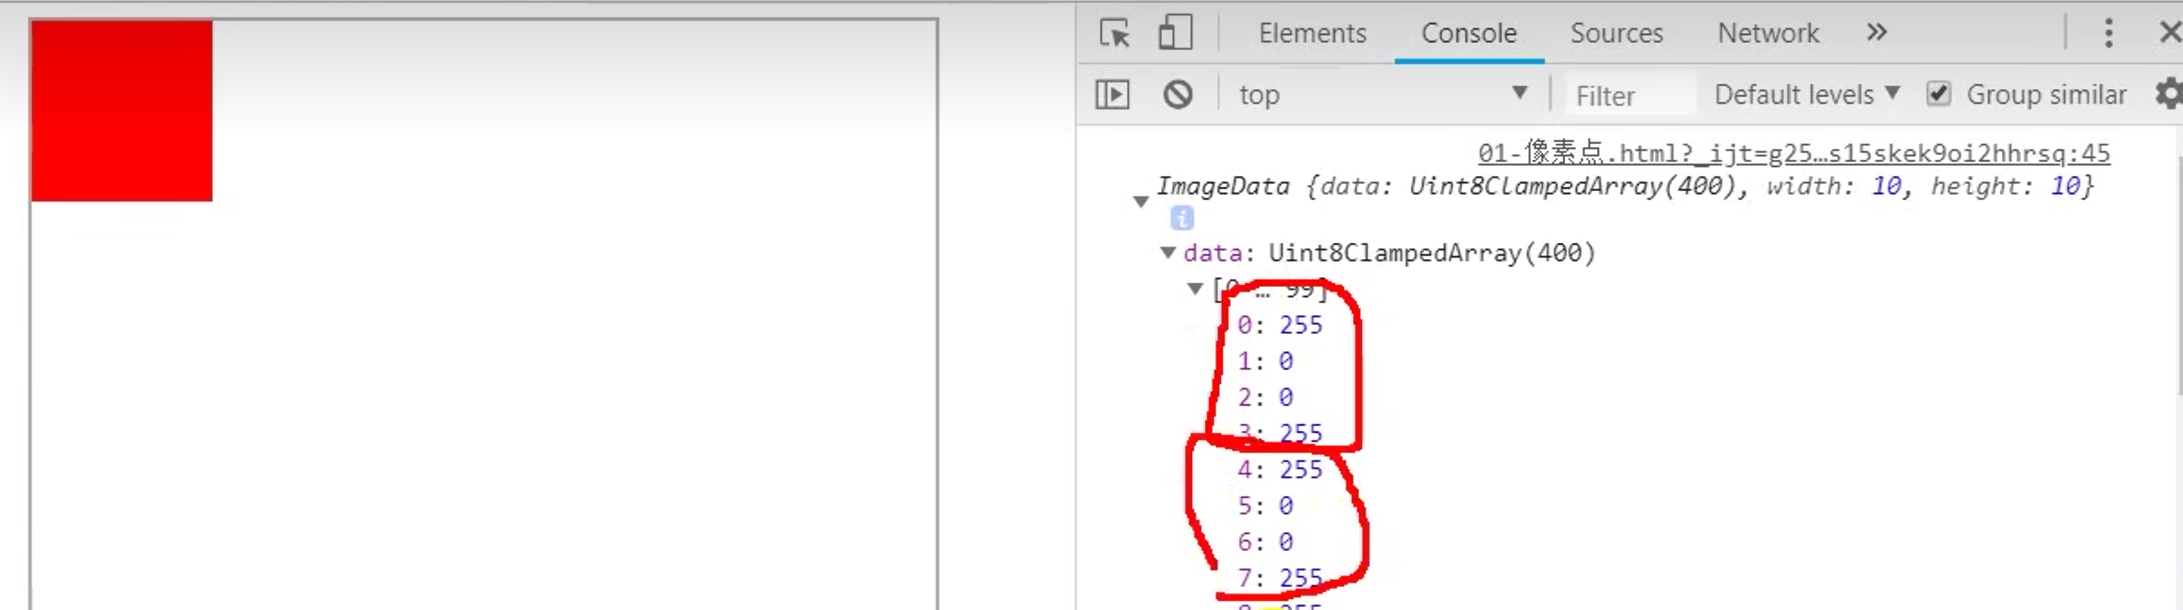 Elements Console Sources Network »
top Filter Default levels Group similar
01-像素点.html?_ijt=g25…s15skek9oi2hhrsq:45
ImageData {data: Uint8ClampedArray(400), width: 10, height: 10}
i
data: Uint8ClampedArray(400)
[0 … 99]
0: 255
1: 0
2: 0
3: 255
4: 255
5: 0
6: 0
7: 255
8: 255